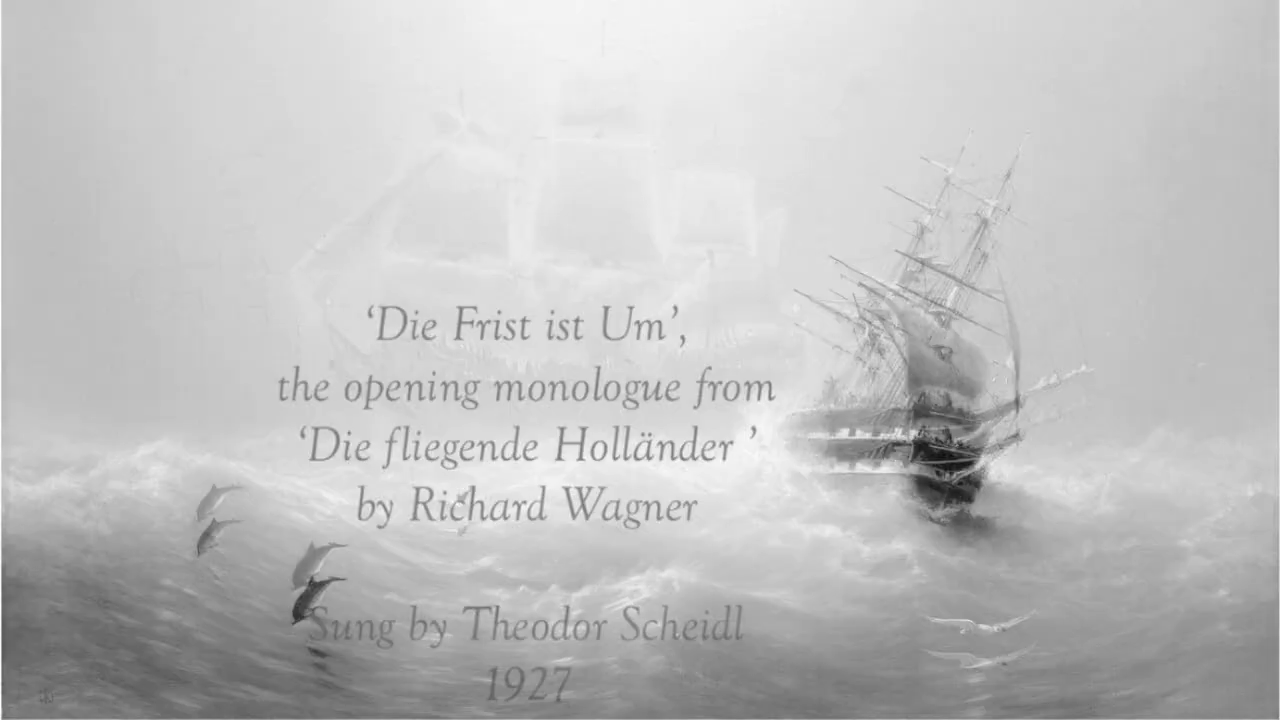 ‘Die Frist ist Um’,
the opening monologue from
‘Die fliegende Holländer ’
by Richard Wagner
Sung by Theodor Scheidl
1927